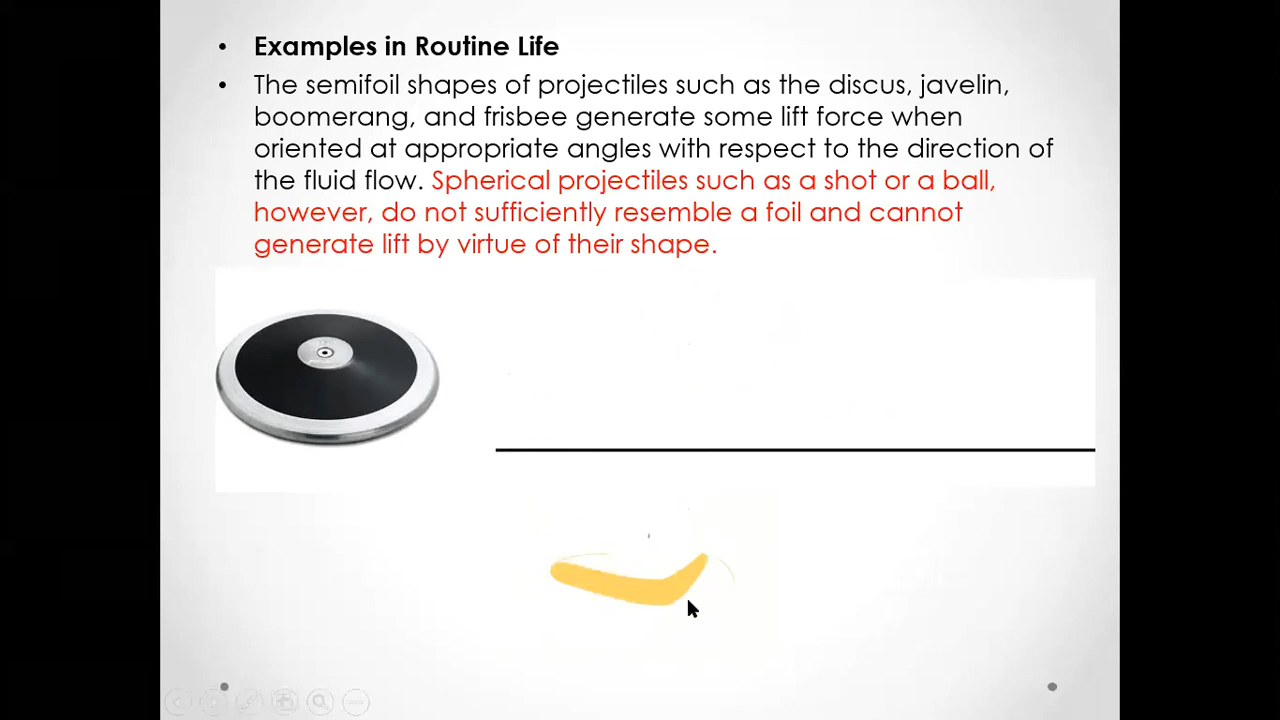 • Examples in Routine Life
• The semifoil shapes of projectiles such as the discus, javelin,
boomerang, and frisbee generate some lift force when
oriented at appropriate angles with respect to the direction of
the fluid flow. Spherical projectiles such as a shot or a ball,
however, do not sufficiently resemble a foil and cannot
generate lift by virtue of their shape.